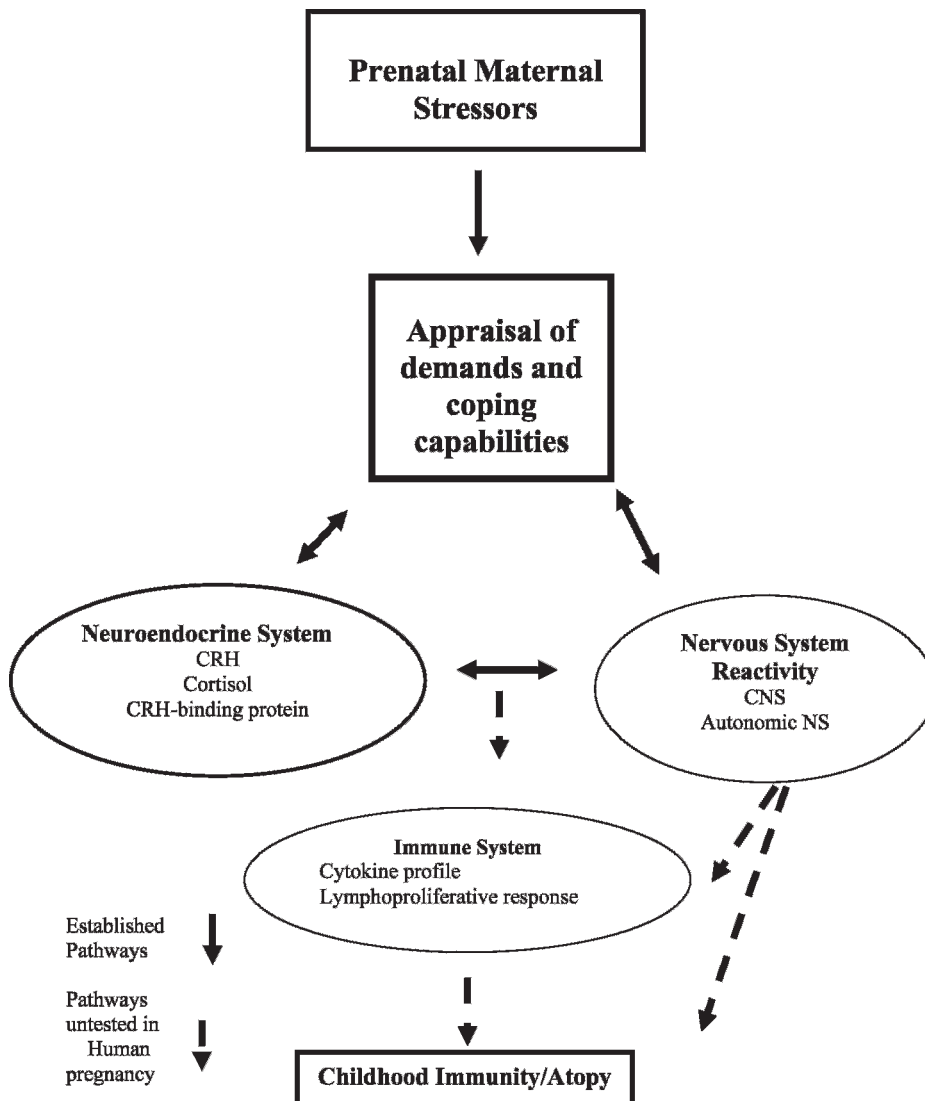 Prenatal Maternal
Stressors
Appraisal of
demands and
coping
capabilities
Neuroendocrine System
CRH
Cortisol
CRH-binding protein
Nervous System
Reactivity
CNS
Autonomic NS
Immune System
Cytokine profile
Lymphoproliferative response
Established
Pathways
Pathways
untested in
Human
pregnancy
Childhood Immunity/Atopy